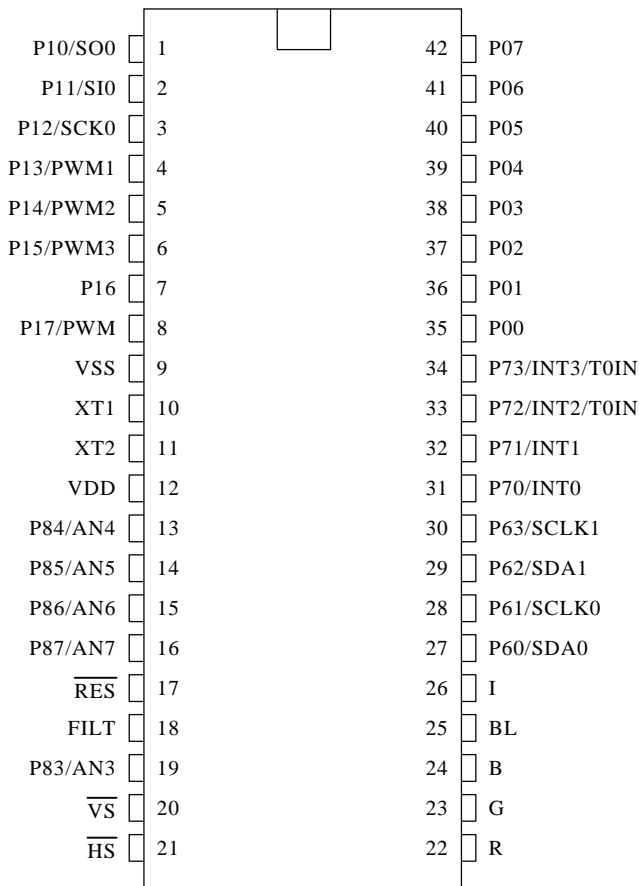 P10/SO0 1 42 P07
P11/SI0 2 41 P06
P12/SCK0 3 40 P05
P13/PWM1 4 39 P04
P14/PWM2 5 38 P03
P15/PWM3 6 37 P02
P16 7 36 P01
P17/PWM 8 35 P00
VSS 9 34 P73/INT3/T0IN
XT1 10 33 P72/INT2/T0IN
XT2 11 32 P71/INT1
VDD 12 31 P70/INT0
P84/AN4 13 30 P63/SCLK1
P85/AN5 14 29 P62/SDA1
P86/AN6 15 28 P61/SCLK0
P87/AN7 16 27 P60/SDA0
R̅E̅S̅ 17 26 I
FILT 18 25 BL
P83/AN3 19 24 B
V̅S̅ 20 23 G
H̅S̅ 21 22 R